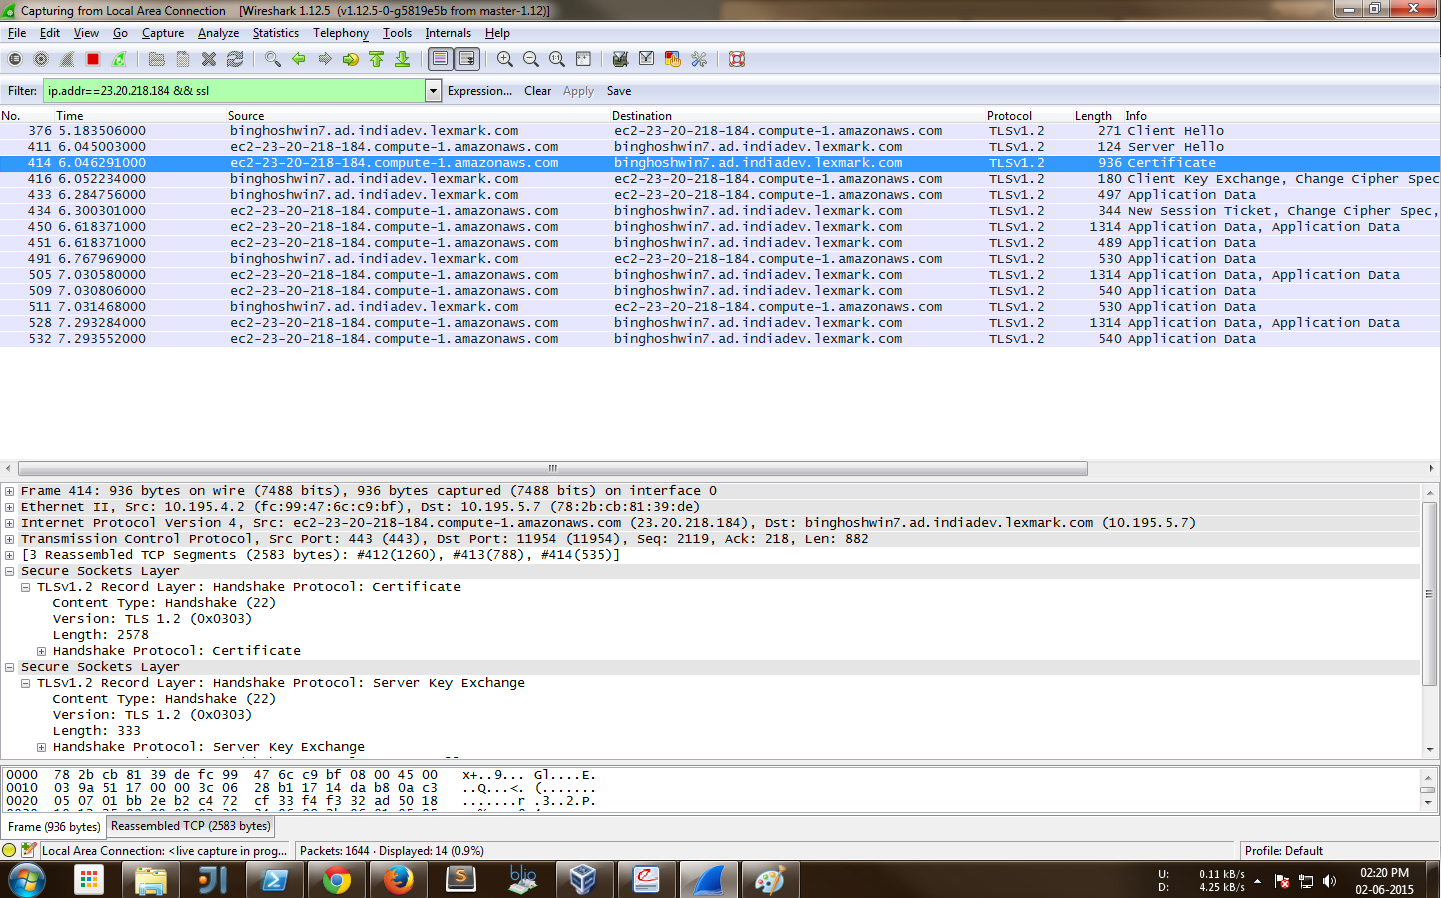 Capturing from Local Area Connection [Wireshark 1.12.5 (v1.12.5-0-g5819e5b from master-1.12)]
File Edit View Go Capture Analyze Statistics Telephony Tools Internals Help
Filter: ip.addr==23.20.218.184 && ssl Expression... Clear Apply Save
No. Time Source Destination Protocol Length Info
376 5.183506000 binghoshwin7.ad.indiadev.lexmark.com ec2-23-20-218-184.compute-1.amazonaws.com TLSv1.2 271 Client Hello
411 6.045003000 ec2-23-20-218-184.compute-1.amazonaws.com binghoshwin7.ad.indiadev.lexmark.com TLSv1.2 124 Server Hello
414 6.046291000 ec2-23-20-218-184.compute-1.amazonaws.com binghoshwin7.ad.indiadev.lexmark.com TLSv1.2 936 Certificate
416 6.052234000 binghoshwin7.ad.indiadev.lexmark.com ec2-23-20-218-184.compute-1.amazonaws.com TLSv1.2 180 Client Key Exchange, Change Cipher Spec
433 6.284756000 binghoshwin7.ad.indiadev.lexmark.com ec2-23-20-218-184.compute-1.amazonaws.com TLSv1.2 497 Application Data
434 6.300301000 ec2-23-20-218-184.compute-1.amazonaws.com binghoshwin7.ad.indiadev.lexmark.com TLSv1.2 344 New Session Ticket, Change Cipher Spec,
450 6.618371000 ec2-23-20-218-184.compute-1.amazonaws.com binghoshwin7.ad.indiadev.lexmark.com TLSv1.2 1314 Application Data, Application Data
451 6.618371000 ec2-23-20-218-184.compute-1.amazonaws.com binghoshwin7.ad.indiadev.lexmark.com TLSv1.2 489 Application Data
491 6.767969000 binghoshwin7.ad.indiadev.lexmark.com ec2-23-20-218-184.compute-1.amazonaws.com TLSv1.2 530 Application Data
505 7.030580000 ec2-23-20-218-184.compute-1.amazonaws.com binghoshwin7.ad.indiadev.lexmark.com TLSv1.2 1314 Application Data, Application Data
509 7.030806000 ec2-23-20-218-184.compute-1.amazonaws.com binghoshwin7.ad.indiadev.lexmark.com TLSv1.2 540 Application Data
511 7.031468000 binghoshwin7.ad.indiadev.lexmark.com ec2-23-20-218-184.compute-1.amazonaws.com TLSv1.2 530 Application Data
528 7.293284000 ec2-23-20-218-184.compute-1.amazonaws.com binghoshwin7.ad.indiadev.lexmark.com TLSv1.2 1314 Application Data, Application Data
532 7.293552000 ec2-23-20-218-184.compute-1.amazonaws.com binghoshwin7.ad.indiadev.lexmark.com TLSv1.2 540 Application Data
Frame 414: 936 bytes on wire (7488 bits), 936 bytes captured (7488 bits) on interface 0
Ethernet II, Src: 10.195.4.2 (fc:99:47:6c:c9:bf), Dst: 10.195.5.7 (78:2b:cb:81:39:de)
Internet Protocol Version 4, Src: ec2-23-20-218-184.compute-1.amazonaws.com (23.20.218.184), Dst: binghoshwin7.ad.indiadev.lexmark.com (10.195.5.7)
Transmission Control Protocol, Src Port: 443 (443), Dst Port: 11954 (11954), Seq: 2119, Ack: 218, Len: 882
[3 Reassembled TCP Segments (2583 bytes): #412(1260), #413(788), #414(535)]
Secure Sockets Layer
TLSv1.2 Record Layer: Handshake Protocol: Certificate
Content Type: Handshake (22)
Version: TLS 1.2 (0x0303)
Length: 2578
Handshake Protocol: Certificate
Secure Sockets Layer
TLSv1.2 Record Layer: Handshake Protocol: Server Key Exchange
Content Type: Handshake (22)
Version: TLS 1.2 (0x0303)
Length: 333
Handshake Protocol: Server Key Exchange
0000 78 2b cb 81 39 de fc 99 47 6c c9 bf 08 00 45 00 x+..9... Gl....E.
0010 03 9a 51 17 00 00 3c 06 28 b1 17 14 da b8 0a c3 ..Q...<. (.......
0020 05 07 01 bb 2e b2 c4 72 cf 33 f4 f3 32 ad 50 18 .......r .3..2.P.
Frame (936 bytes) Reassembled TCP (2583 bytes)
Local Area Connection: <live capture in prog... Packets: 1644 · Displayed: 14 (0.9%) Profile: Default
blio
U: 0.11 kB/s
D: 4.25 kB/s
02:20 PM
02-06-2015